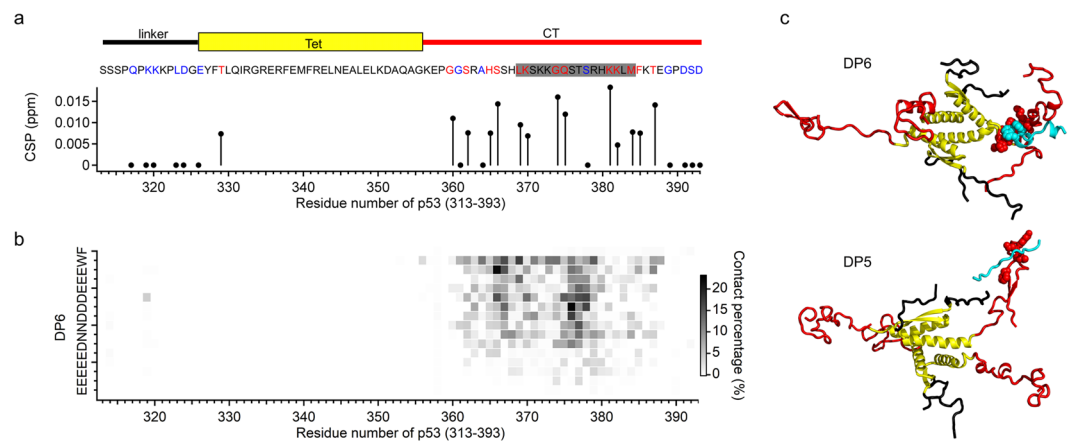 a
c
linker
Tet
CT
SSSPQPKKKPLDGEYFTLQIRGRERFEMFRELNEALELKDAQAGKEPGGSRAHSSHLKSKKGQSTSRHKKLMFKTEGPDSD
DP6
CSP (ppm)
0.015
0.010
0.005
0
320
330
340
350
360
370
380
390
Residue number of p53 (313-393)
b
DP6
EEEEEDNNDDDEEEWF
Contact percentage (%)
20
15
10
5
0
DP5
320
330
340
350
360
370
380
390
Residue number of p53 (313-393)